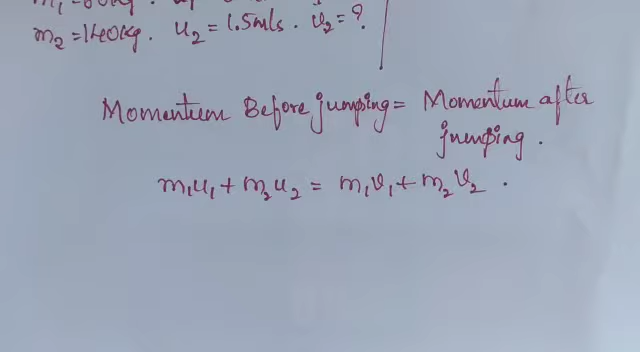 m₂=140kg. u₂ = 1.5m/s. v₂=?
Momentum Before jumping = Momentum after
jumping.
m₁u₁ + m₂u₂ = m₁v₁ + m₂v₂.